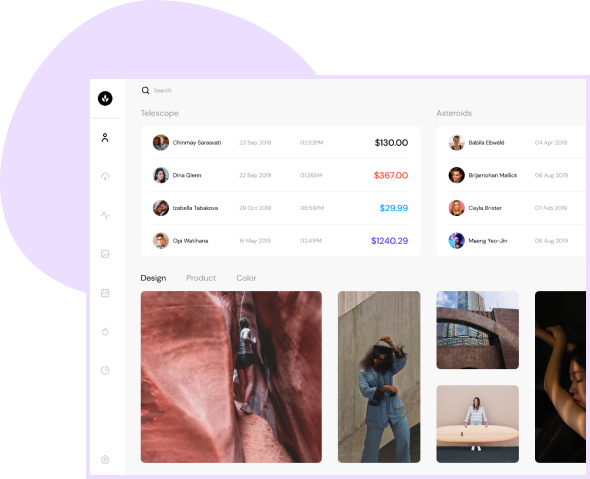 Search
Telescope
Chinmay Sarasvati 23 Sep 2019 02:52PM $130.00
Dina Glenn 22 Sep 2019 01:36AM $367.00
Izabella Tabakova 29 Oct 2019 08:55PM $29.99
Opi Watihana 16 May 2019 03:41PM $1240.29
Asteroids
Babila Ebwélé 04 Apr 2019
Brijamohan Mallick 06 Aug 2019
Cayla Brister 07 Feb 2019
Maeng Yeo-Jin 06 Aug 2019
Design Product Color